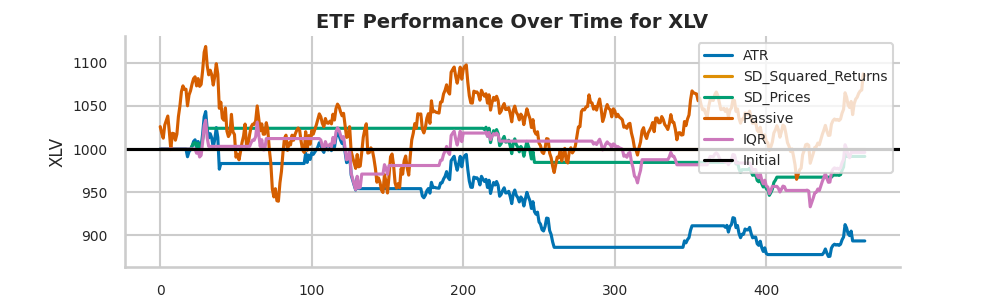 ETF Performance Over Time for XLV
XLV
1100
1050
1000
950
900
0
100
200
300
400
ATR
SD_Squared_Returns
SD_Prices
Passive
IQR
Initial